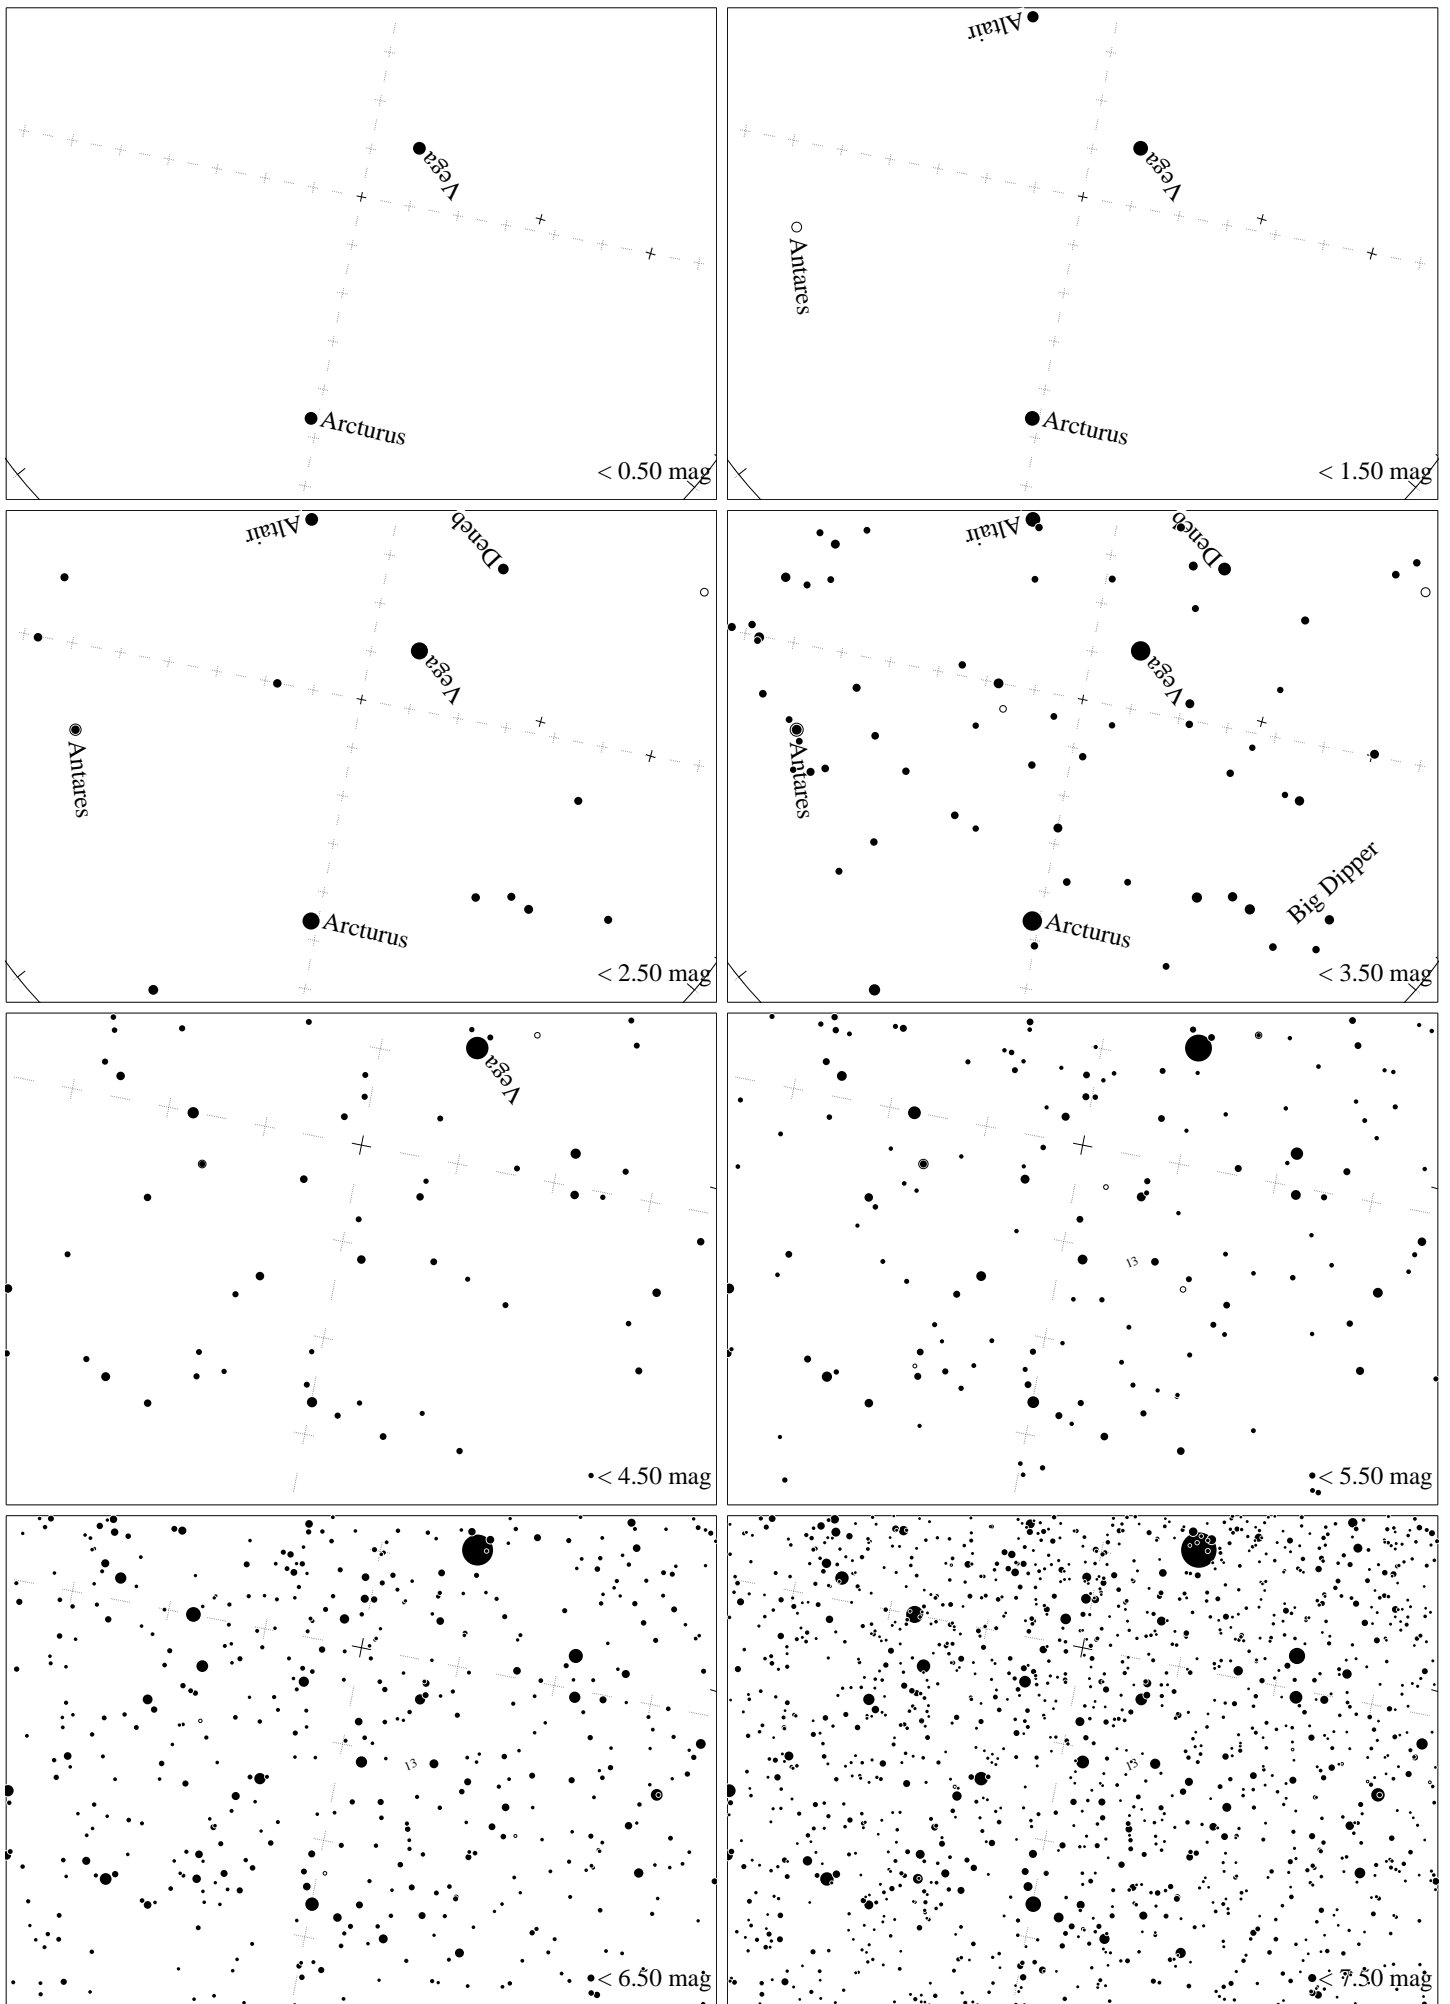 Vega
Arcturus
< 0.50 mag
Altair
Vega
Antares
Arcturus
< 1.50 mag
Altair
Deneb
Vega
Antares
Arcturus
< 2.50 mag
Altair
Deneb
Vega
Antares
Big Dipper
Arcturus
< 3.50 mag
Vega
< 4.50 mag
13
< 5.50 mag
13
< 6.50 mag
13
< 7.50 mag